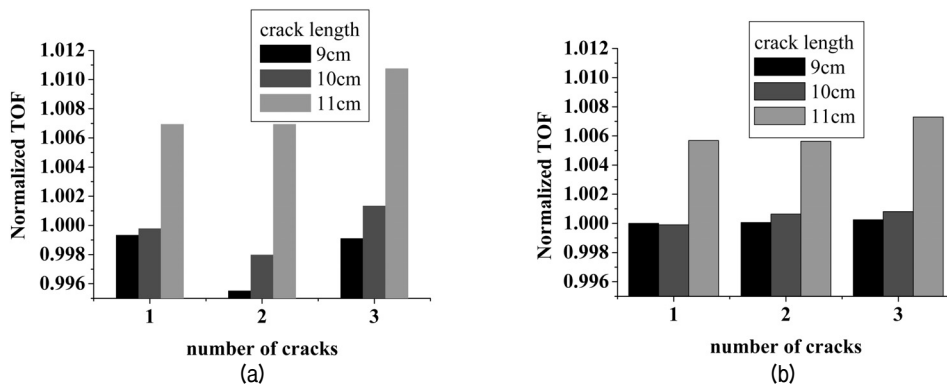 crack length
9cm
10cm
11cm
1.012
1.010
1.008
1.006
1.004
1.002
1.000
0.998
0.996
Normalized TOF
1 2 3
number of cracks
(a)
crack length
9cm
10cm
11cm
1.012
1.010
1.008
1.006
1.004
1.002
1.000
0.998
0.996
Normalized TOF
1 2 3
number of cracks
(b)